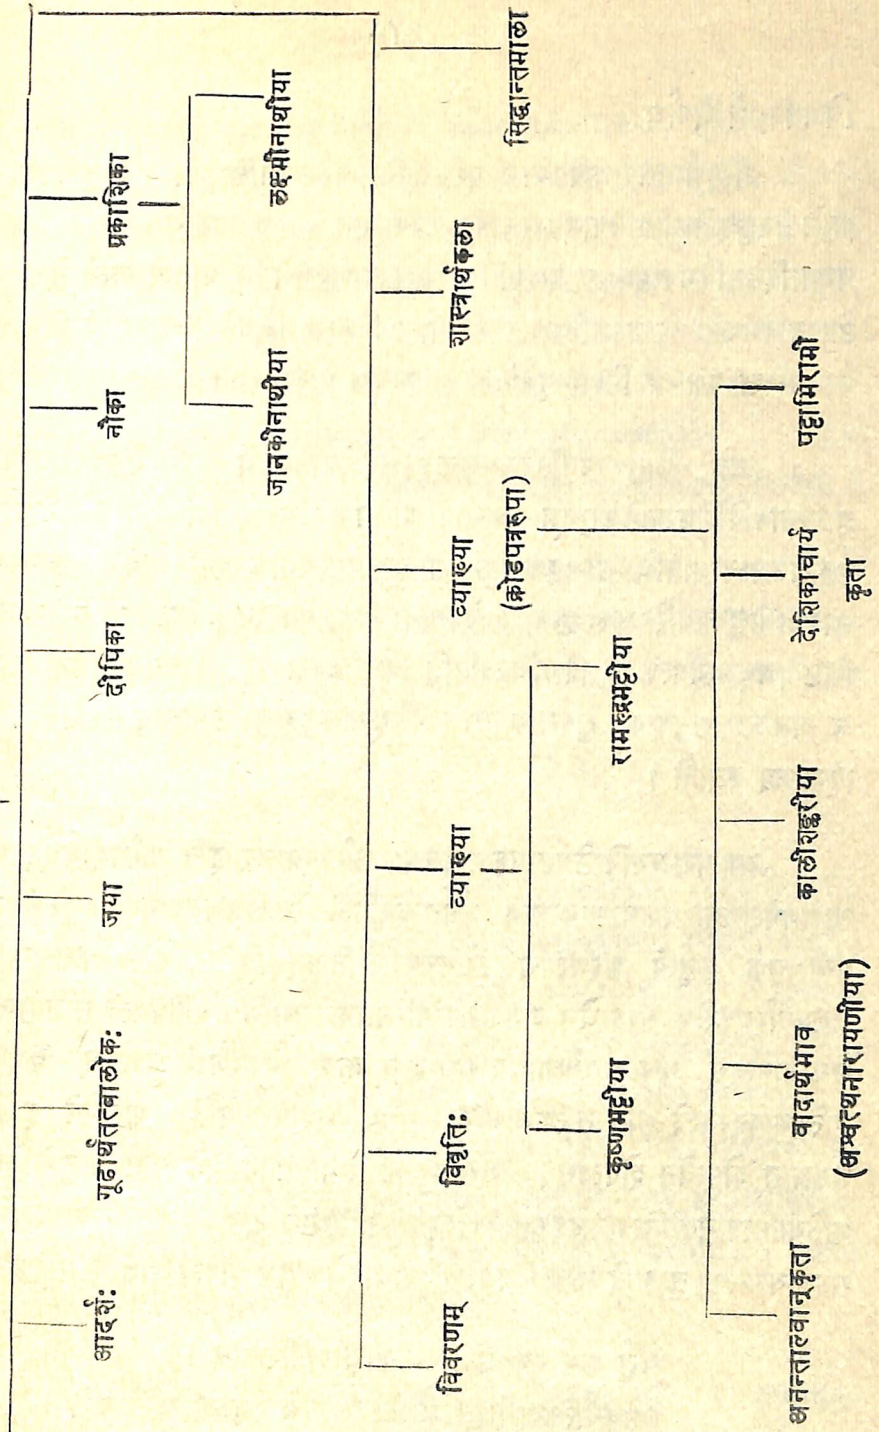 आदर्शः
गूढार्थतत्त्वालोकः
जया
दीपिका
नौका
प्रकाशिका
जानकीनाथीया
लक्ष्मीनाथीया
विवरणम्
विवृतिः
व्याख्या
व्याख्या
(क्रोडपत्ररूपा)
शास्त्रार्थकला
सिद्धान्तमाला
कृष्णभट्टीया
रामरुद्रभट्टीया
अनन्ताल्वानृकृता
वादार्थभाव
(अश्वत्थनारायणीया)
कालीशङ्करीया
देशिकाचार्य
कृता
पट्टाभिरामी